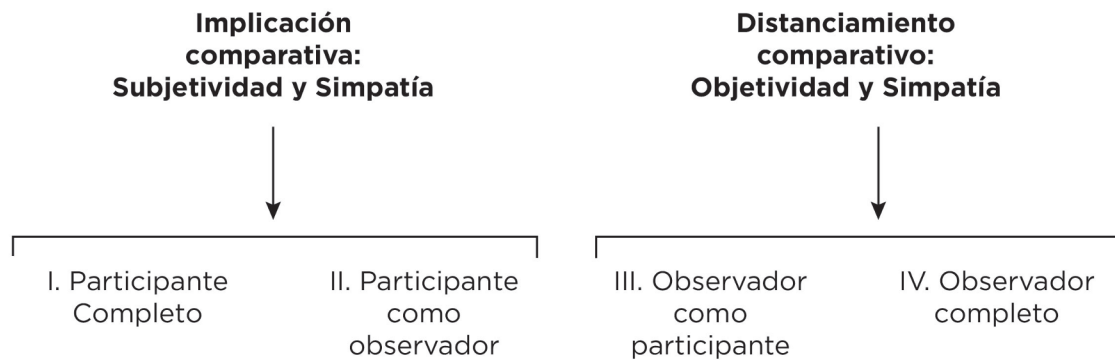 Implicación
comparativa:
Subjetividad y Simpatía
Distanciamiento
comparativo:
Objetividad y Simpatía
I. Participante
Completo
II. Participante
como
observador
III. Observador
como
participante
IV. Observador
completo